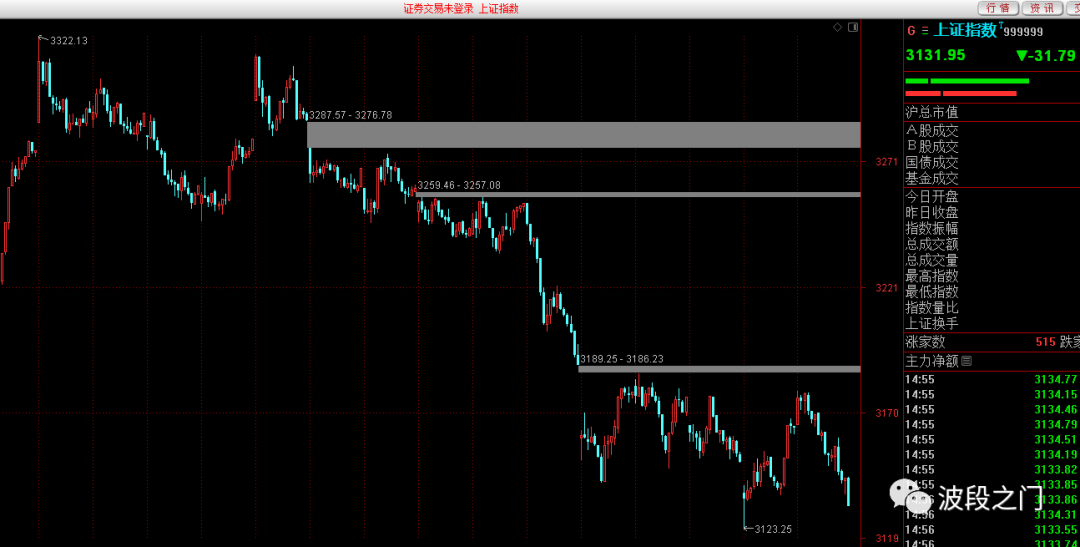 证券交易未登录 上证指数
行 情
资 讯
3322.13
3287.57 - 3276.78
3259.46 - 3257.08
3189.25 - 3186.23
3123.25
3271
3221
3170
3119
G 三 上证指数 7 999999
3131.95 ▼-31.79
沪总市值
A股成交
B股成交
国债成交
基金成交
今日开盘
昨日收盘
指数振幅
总成交额
总成交量
最高指数
最低指数
指数量比
上证换手
涨家数 515 跌家
主力净额
14:55 3134.77
14:55 3134.15
14:55 3134.46
14:55 3134.79
14:55 3134.51
14:55 3134.19
14:55 3133.82
3133.85
3133.86
3134.31
14:56 3133.55
14:56 3133.74
波段之门